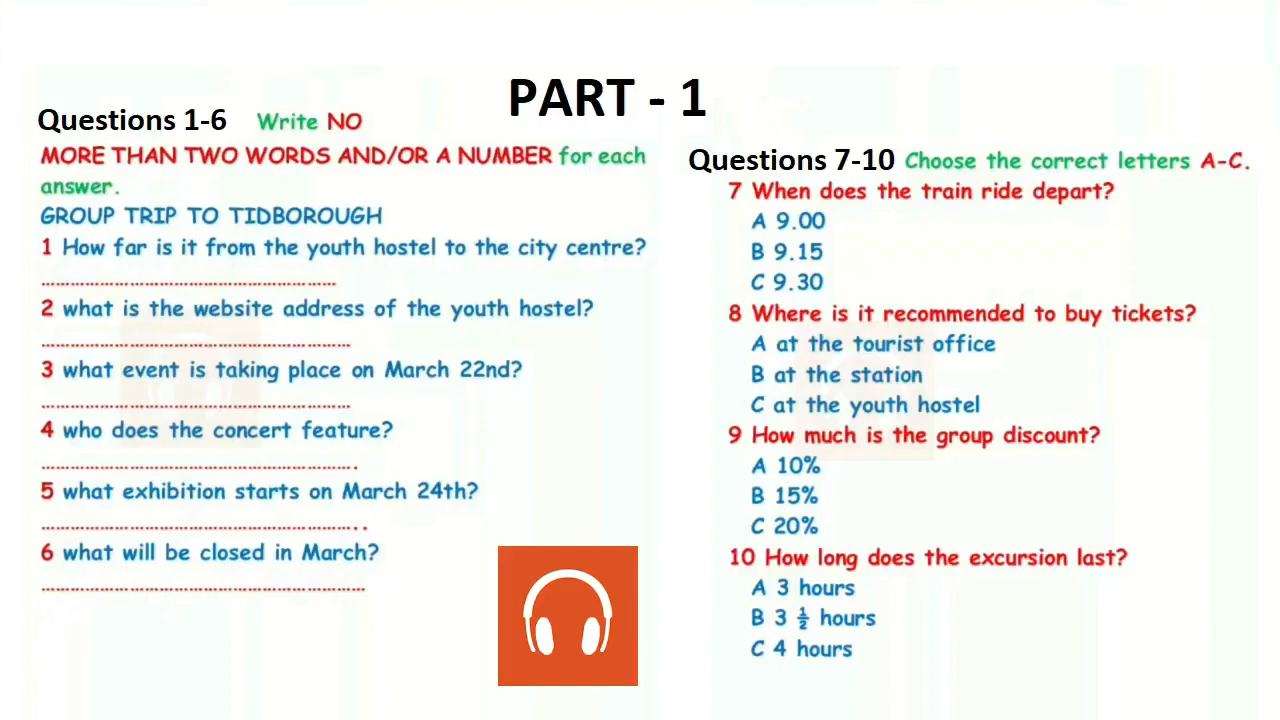 PART - 1
Questions 1-6 Write NO
MORE THAN TWO WORDS AND/OR A NUMBER for each
answer.
GROUP TRIP TO TIDBOROUGH
1 How far is it from the youth hostel to the city centre?
................................................
2 what is the website address of the youth hostel?
................................................
3 what event is taking place on March 22nd?
................................................
4 who does the concert feature?
................................................
5 what exhibition starts on March 24th?
................................................
6 what will be closed in March?
................................................
Questions 7-10 Choose the correct letters A-C.
7 When does the train ride depart?
A 9.00
B 9.15
C 9.30
8 Where is it recommended to buy tickets?
A at the tourist office
B at the station
C at the youth hostel
9 How much is the group discount?
A 10%
B 15%
C 20%
10 How long does the excursion last?
A 3 hours
B 3 ½ hours
C 4 hours